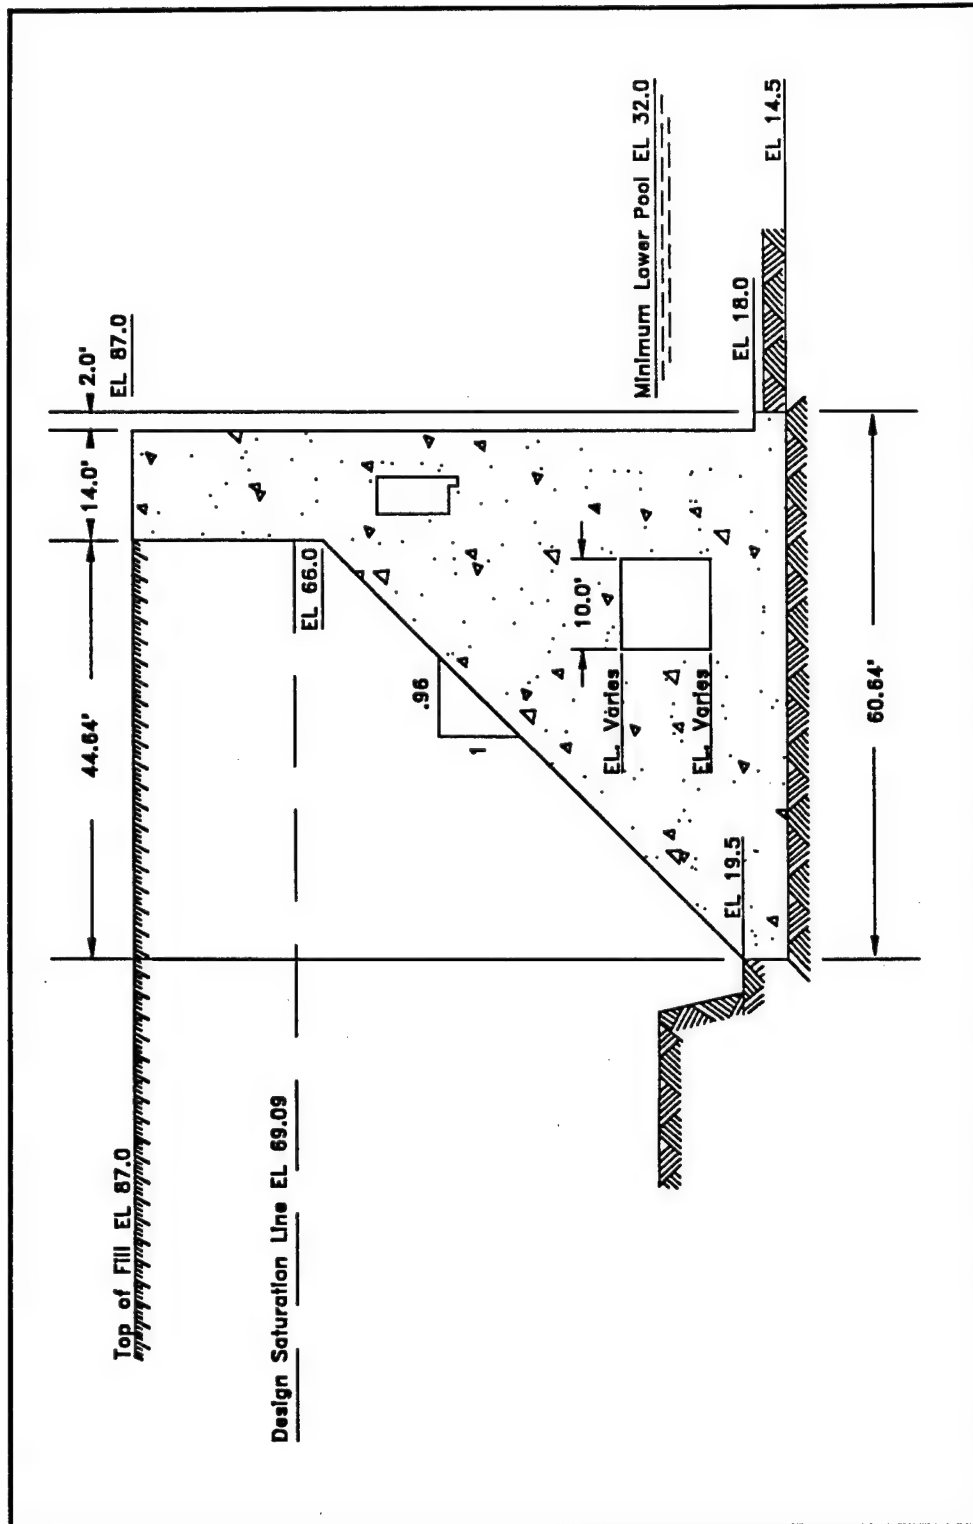 44.64'
14.0'
2.0'
Top of Fill EL 87.0
EL 87.0
Design Saturation Line EL 69.09
EL 66.0
.96
1
10.0'
EL. Varies
EL. Varies
Minimum Lower Pool EL 32.0
EL 19.5
EL 18.0
EL 14.5
60.64'